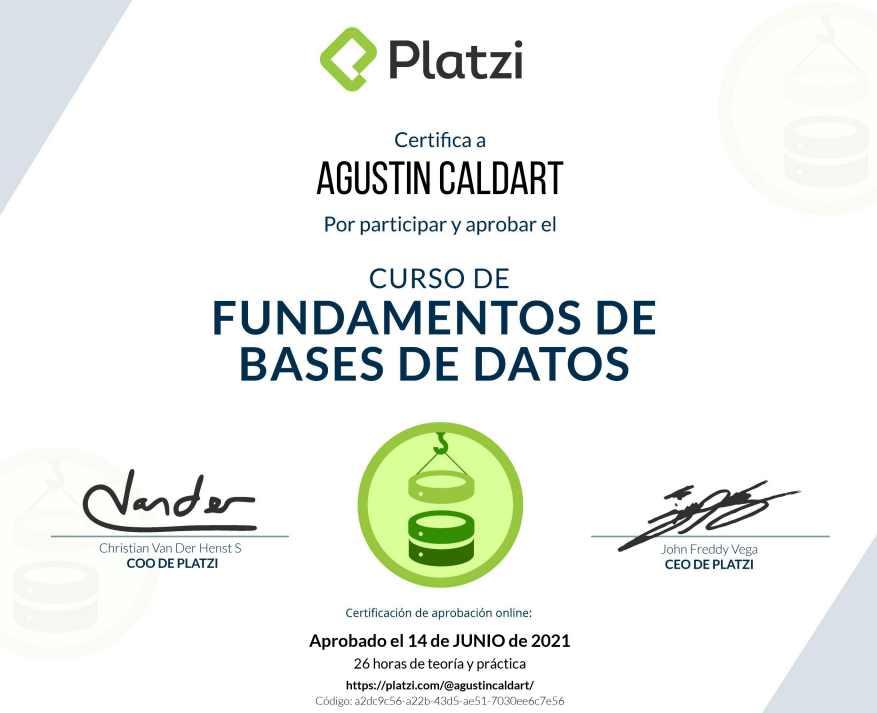 Platzi
Certifica a
AGUSTIN CALDART
Por participar y aprobar el
CURSO DE
FUNDAMENTOS DE
BASES DE DATOS
Vander
Christian Van Der Henst S
COO DE PLATZI
John Freddy Vega
CEO DE PLATZI
Certificación de aprobación online:
Aprobado el 14 de JUNIO de 2021
26 horas de teoría y práctica
https://platzi.com/@agustincaldart/
Código: a2dc9c56-a22b-43d5-ae51-7030ee6c7e56